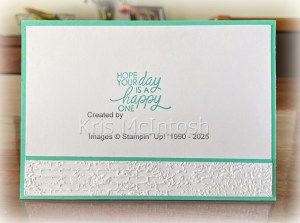 HOPE
YOUR day
IS A
happy
ONE
Created by
Kris McIntosh
Images © Stampin' Up! 1990 - 2025